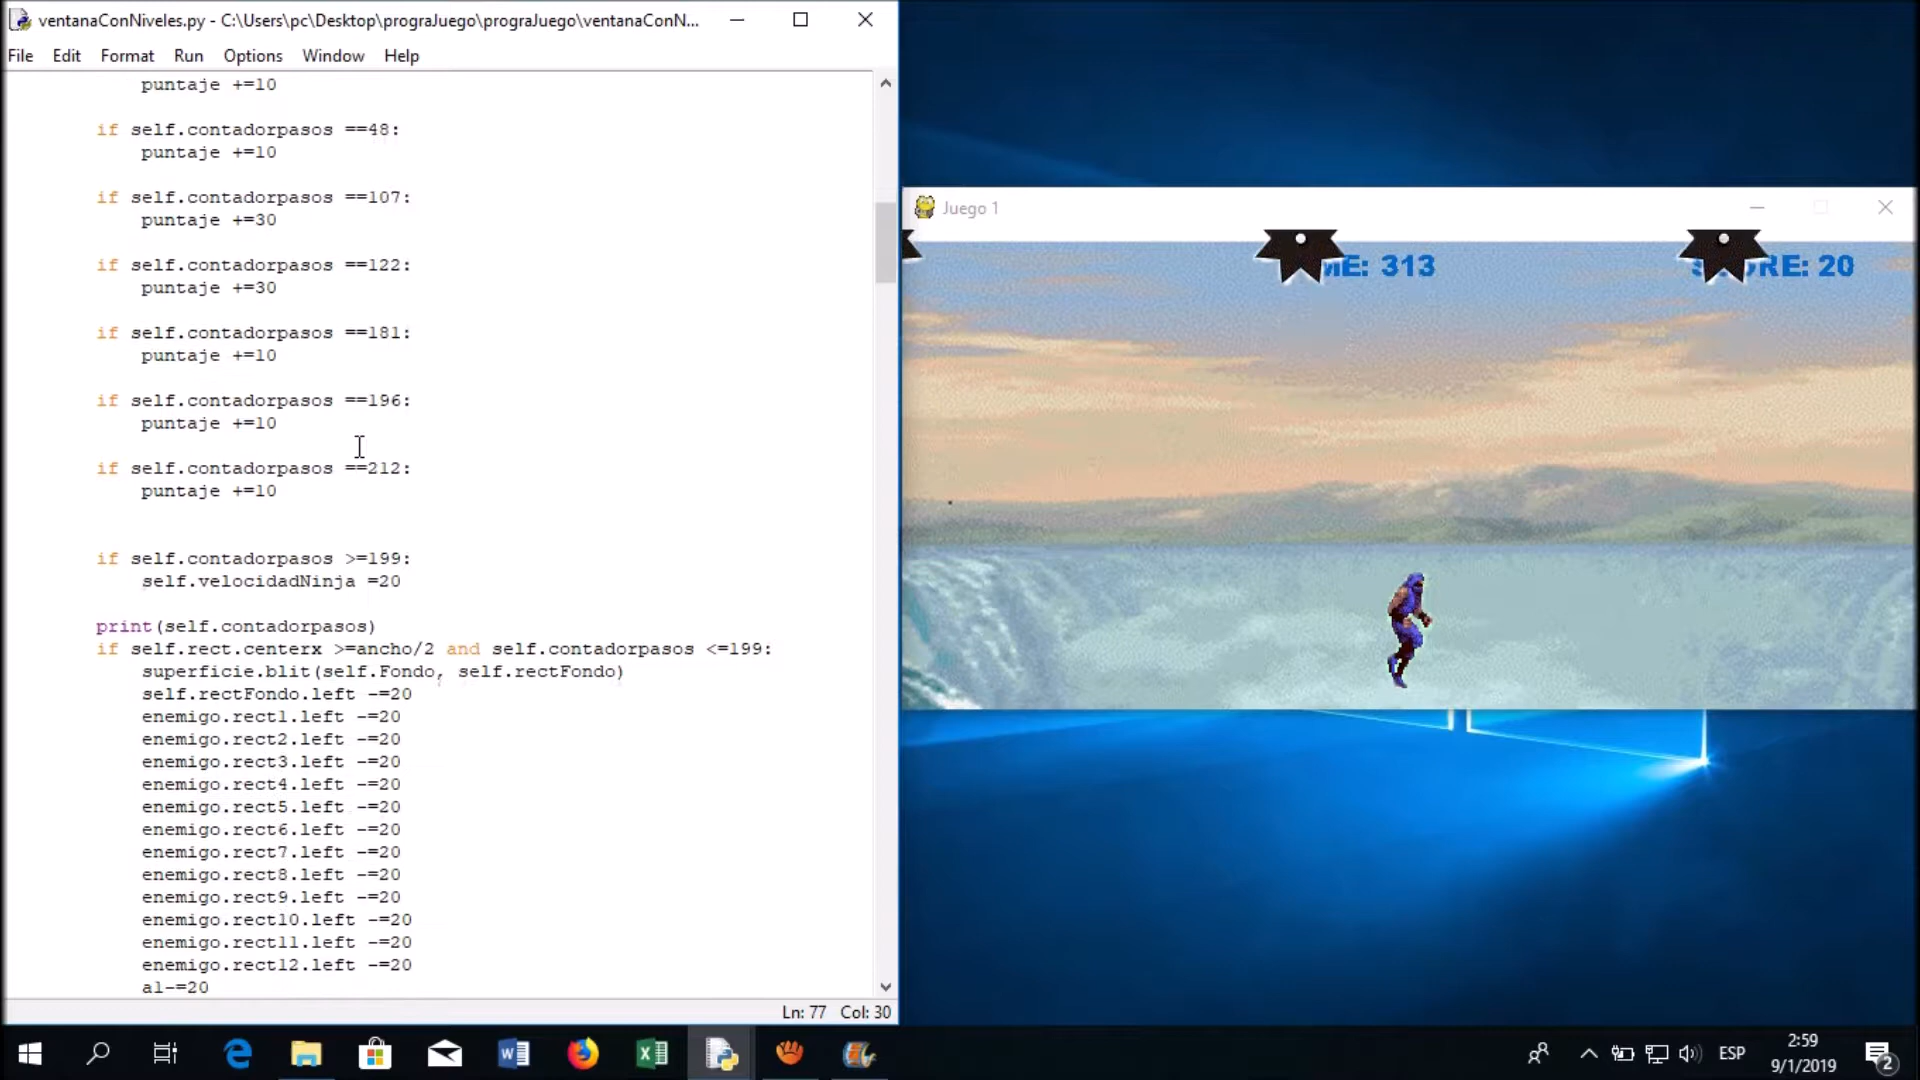 ventanaConNiveles.py - C:\Users\pc\Desktop\prograJuego\prograJuego\ventanaConN...
File Edit Format Run Options Window Help
puntaje +=10
if self.contadorpasos ==48:
puntaje +=10
if self.contadorpasos ==107:
puntaje +=30
if self.contadorpasos ==122:
puntaje +=30
if self.contadorpasos ==181:
puntaje +=10
if self.contadorpasos ==196:
puntaje +=10
if self.contadorpasos ==212:
puntaje +=10
if self.contadorpasos >=199:
self.velocidadNinja =20
print(self.contadorpasos)
if self.rect.centerx >=ancho/2 and self.contadorpasos <=199:
superficie.blit(self.Fondo, self.rectFondo)
self.rectFondo.left -=20
enemigo.rect1.left -=20
enemigo.rect2.left -=20
enemigo.rect3.left -=20
enemigo.rect4.left -=20
enemigo.rect5.left -=20
enemigo.rect6.left -=20
enemigo.rect7.left -=20
enemigo.rect8.left -=20
enemigo.rect9.left -=20
enemigo.rect10.left -=20
enemigo.rect11.left -=20
enemigo.rect12.left -=20
a1-=20
Ln: 77 Col: 30
Juego 1
ME: 313
RE: 20
ESP
2:59
9/1/2019
2